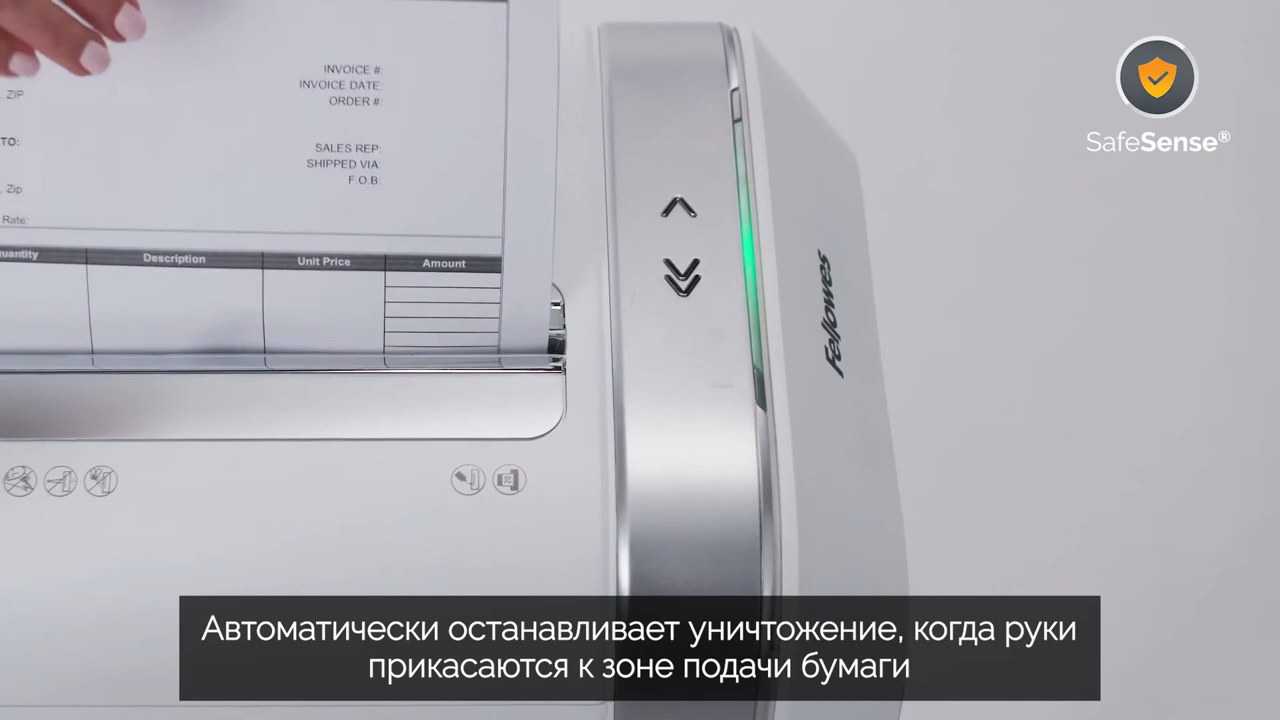 INVOICE #:
INVOICE DATE:
ORDER #:
, ZIP
TO:
SALES REP:
SHIPPED VIA:
F.O.B:
. Zip
Rate:
uantity Description Unit Price Amount
Fellowes
SafeSense®
Автоматически останавливает уничтожение, когда руки
прикасаются к зоне подачи бумаги